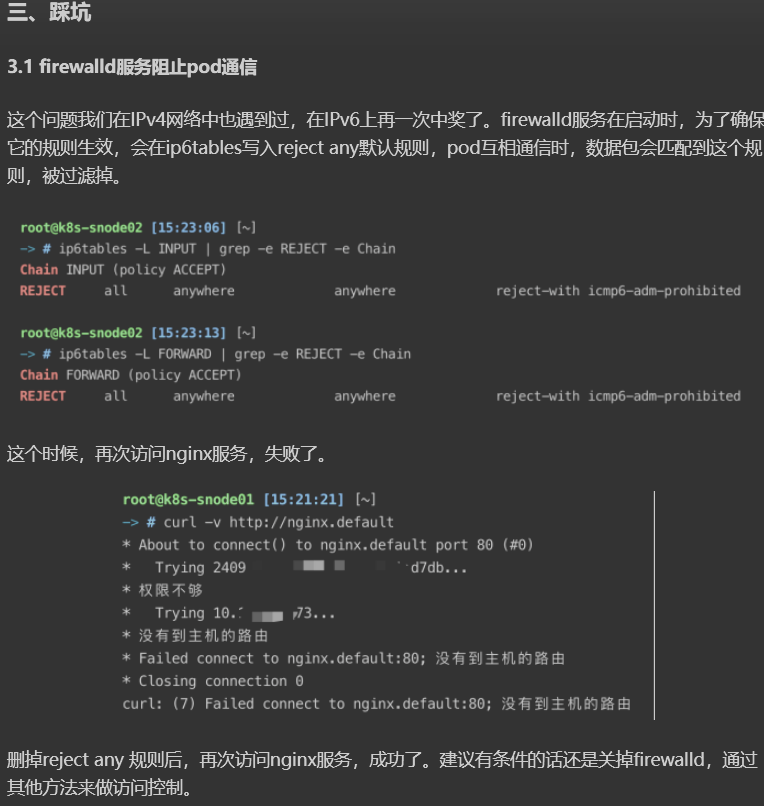 三、踩坑
3.1 firewalld服务阻止pod通信
这个问题我们在IPv4网络中也遇到过，在IPv6上再一次中奖了。firewalld服务在启动时，为了确保
它的规则生效，会在ip6tables写入reject any默认规则，pod互相通信时，数据包会匹配到这个规
则，被过滤掉。
root@k8s-snode02 [15:23:06] [~]
-> # ip6tables -L INPUT | grep -e REJECT -e Chain
Chain INPUT (policy ACCEPT)
REJECT all anywhere anywhere reject-with icmp6-adm-prohibited
root@k8s-snode02 [15:23:13] [~]
-> # ip6tables -L FORWARD | grep -e REJECT -e Chain
Chain FORWARD (policy ACCEPT)
REJECT all anywhere anywhere reject-with icmp6-adm-prohibited
这个时候，再次访问nginx服务，失败了。
root@k8s-snode01 [15:21:21] [~]
-> # curl -v http://nginx.default
* About to connect() to nginx.default port 80 (#0)
* Trying 2409 d7db...
* 权限不够
* Trying 10. 73...
* 没有到主机的路由
* Failed connect to nginx.default:80; 没有到主机的路由
* Closing connection 0
curl: (7) Failed connect to nginx.default:80; 没有到主机的路由
删掉reject any 规则后，再次访问nginx服务，成功了。建议有条件的话还是关掉firewalld，通过
其他方法来做访问控制。